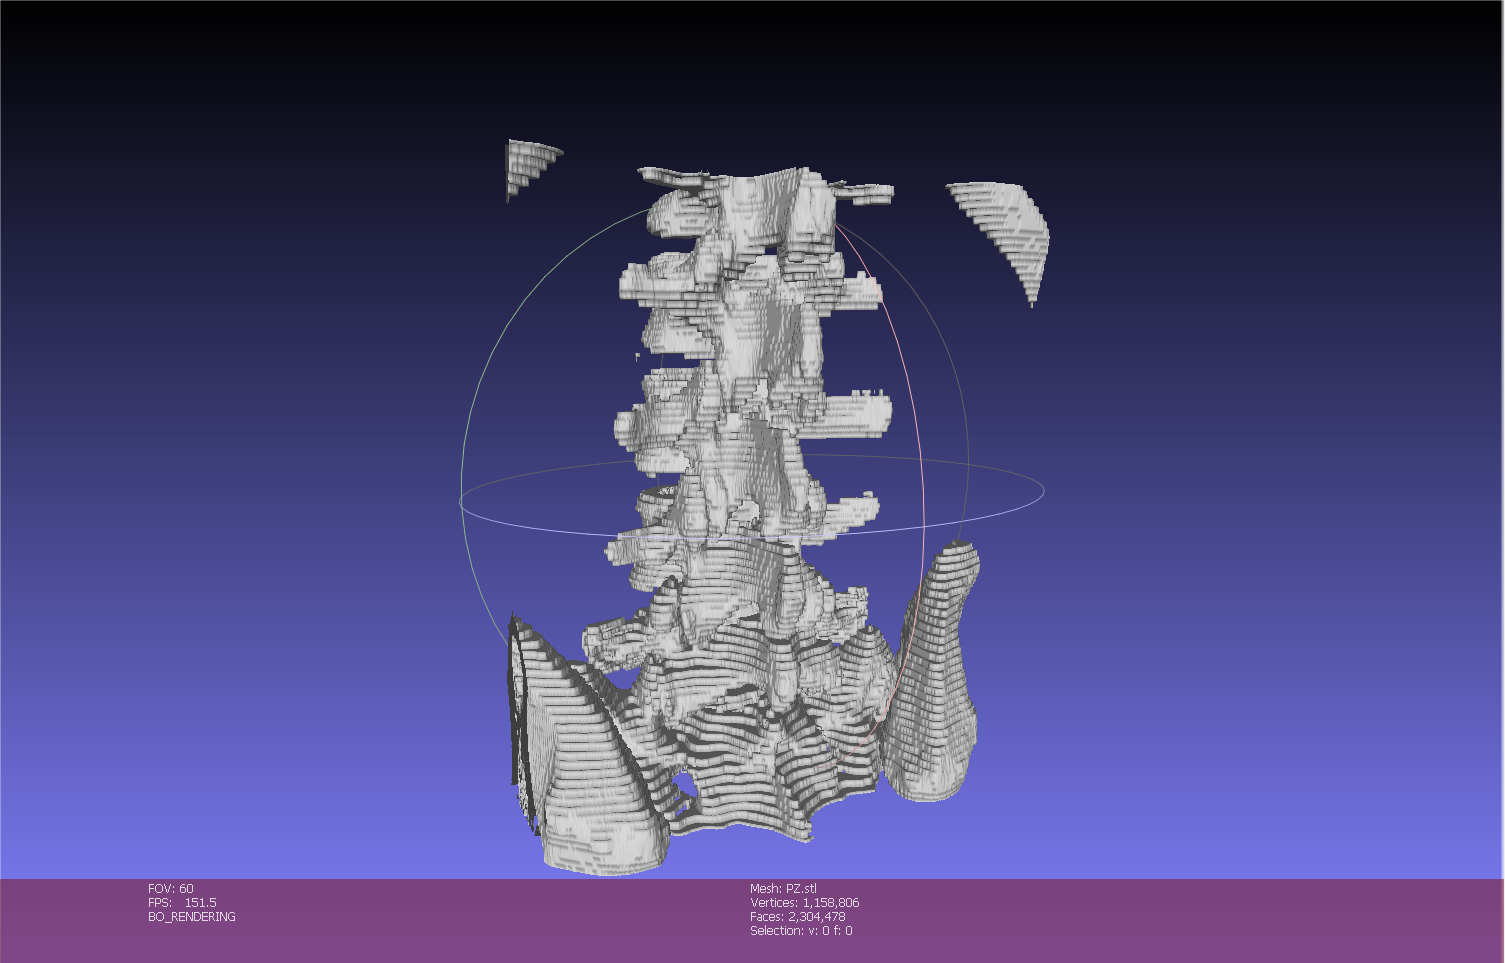 FOV: 60
FPS: 151.5
BO_RENDERING
Mesh: PZ.stl
Vertices: 1,158,806
Faces: 2,304,478
Selection: v: 0 f: 0